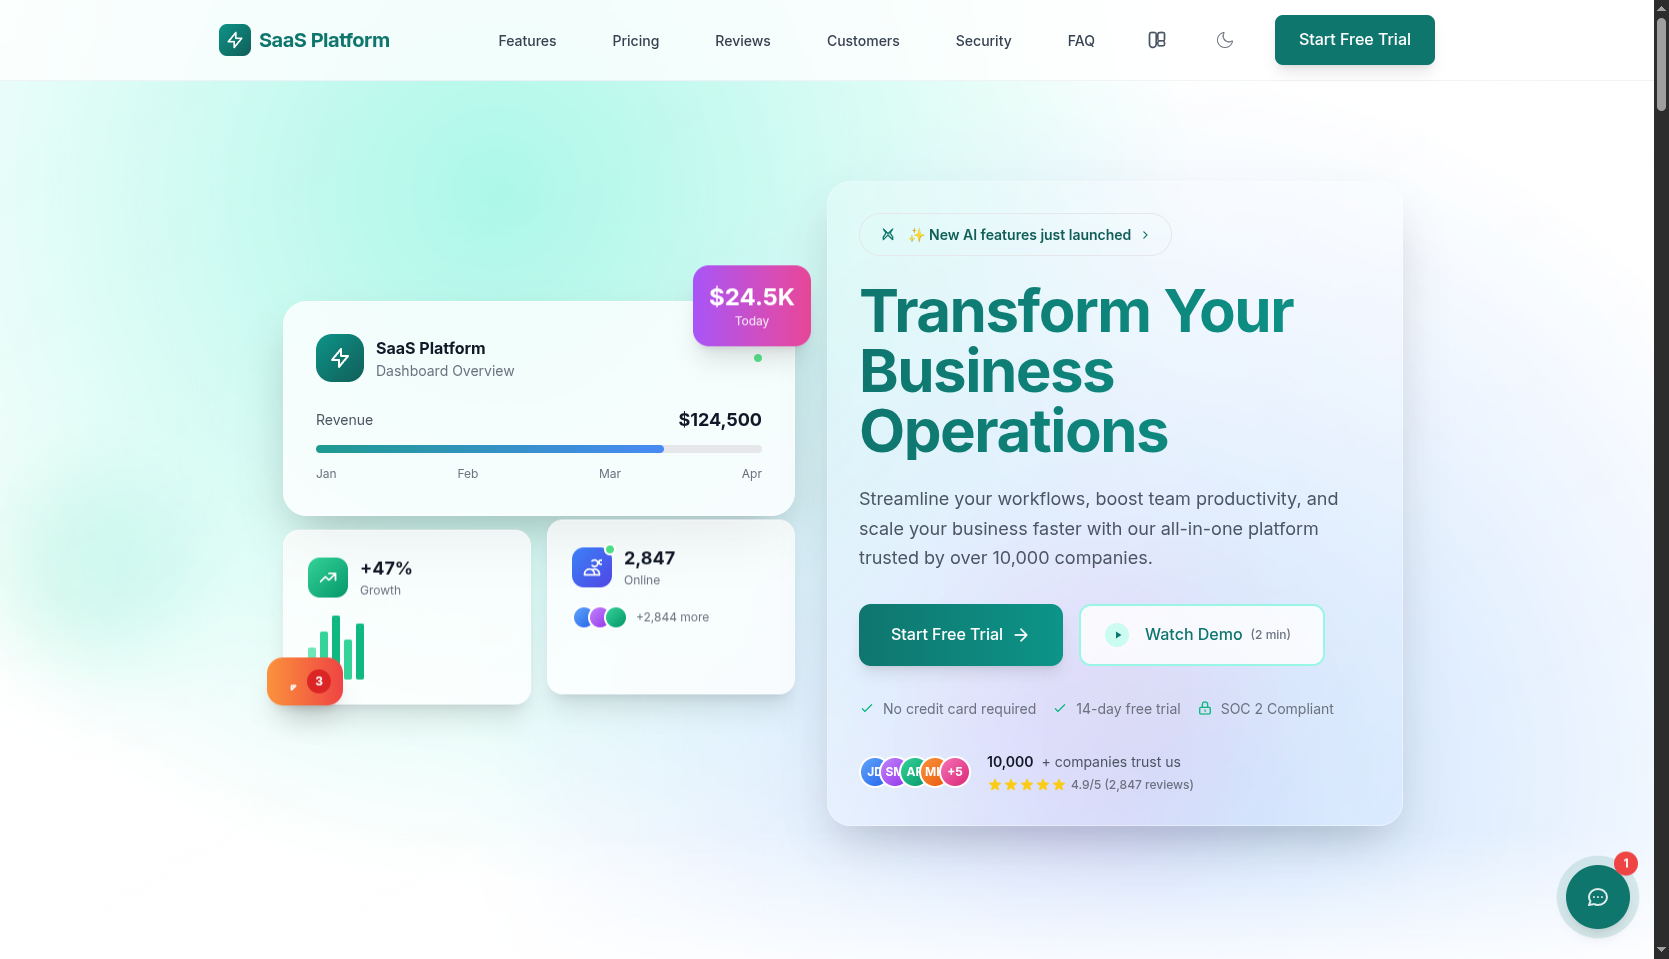 SaaS Platform
Features
Pricing
Reviews
Customers
Security
FAQ
Start Free Trial
$24.5K
Today
SaaS Platform
Dashboard Overview
Revenue
$124,500
Jan
Feb
Mar
Apr
+47%
Growth
3
2,847
Online
+2,844 more
✨ New AI features just launched
Transform Your
Business
Operations
Streamline your workflows, boost team productivity, and
scale your business faster with our all-in-one platform
trusted by over 10,000 companies.
Start Free Trial
Watch Demo (2 min)
No credit card required
14-day free trial
SOC 2 Compliant
JD
+5
10,000 + companies trust us
4.9/5 (2,847 reviews)
1